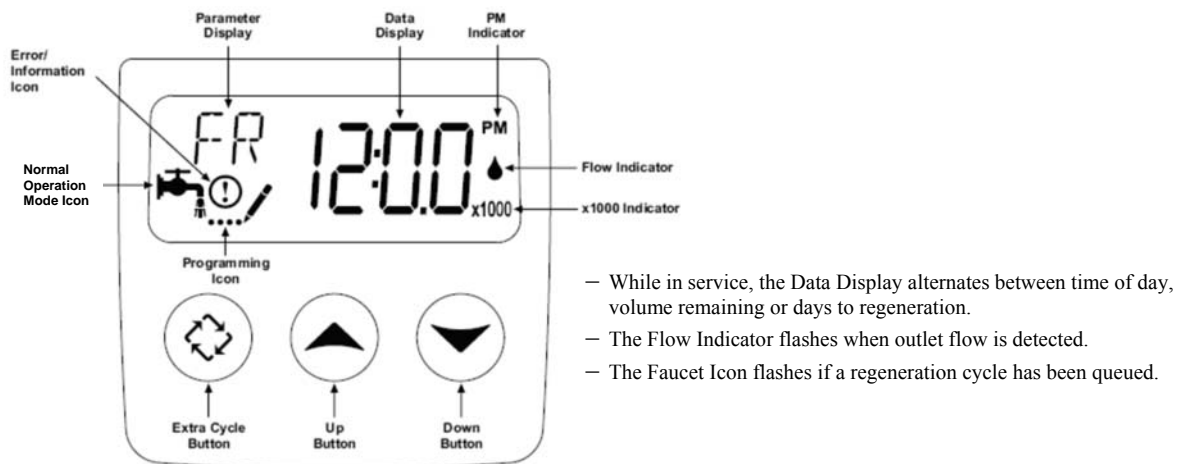 Parameter
Display
Data
Display
PM
Indicator
Error/
Information
Icon
FR
12:0.0
PM
Normal
Operation
Mode Icon
Flow Indicator
x1000
x1000 Indicator
Programming
Icon
Extra Cycle
Button
Up
Button
Down
Button
– While in service, the Data Display alternates between time of day,
volume remaining or days to regeneration.
– The Flow Indicator flashes when outlet flow is detected.
– The Faucet Icon flashes if a regeneration cycle has been queued.